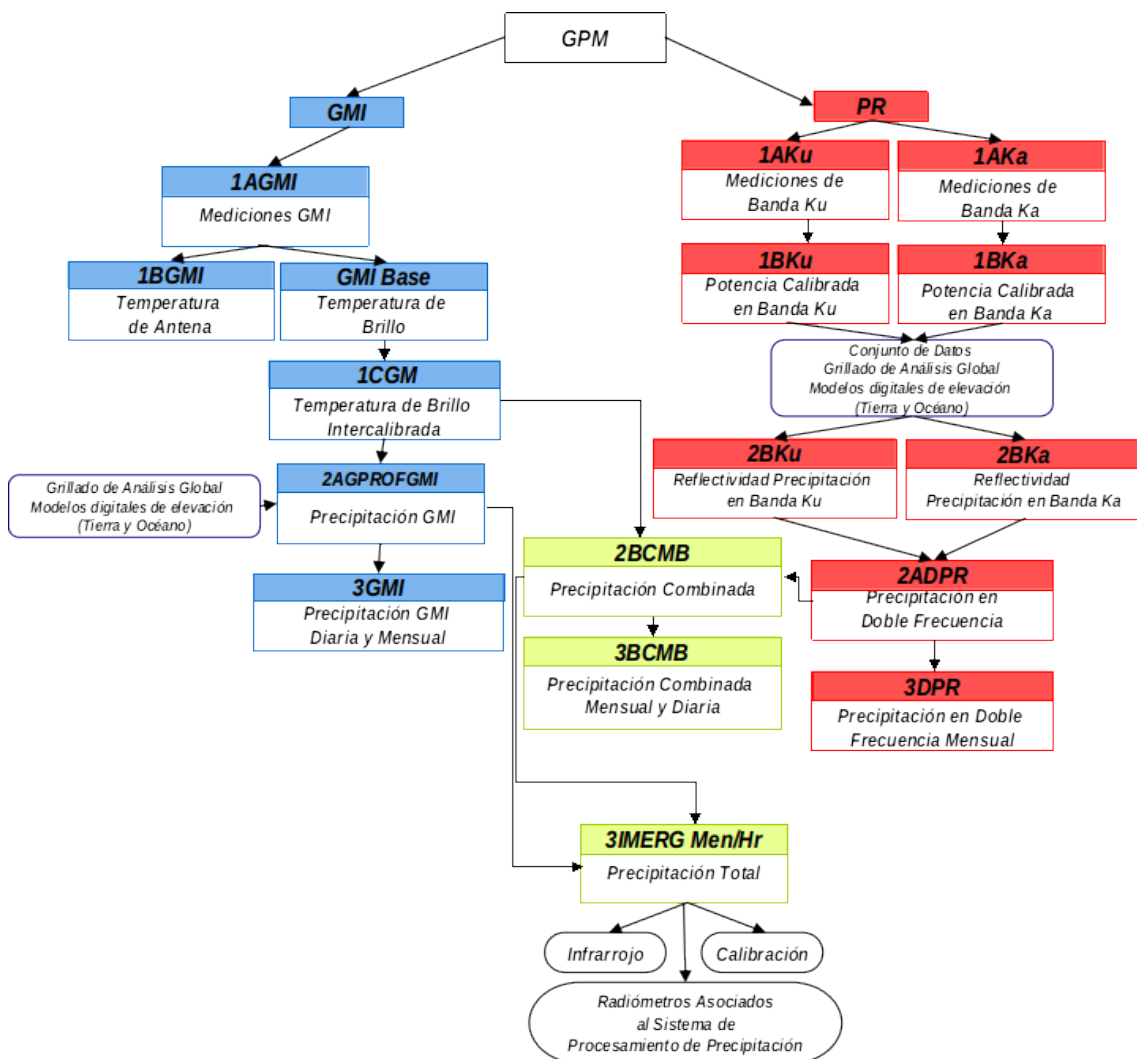 GPM
GMI
PR
1AGMI
Mediciones GMI
1AKu
Mediciones de
Banda Ku
1AKa
Mediciones de
Banda Ka
1BGMI
Temperatura
de Antena
GMI Base
Temperatura de
Brillo
1BKu
Potencia Calibrada
en Banda Ku
1BKa
Potencia Calibrada
en Banda Ka
Conjunto de Datos
Grillado de Análisis Global
Modelos digitales de elevación
(Tierra y Océano)
1CGM
Temperatura de Brillo
Intercalibrada
2BKu
Reflectividad Precipitación
en Banda Ku
2BKa
Reflectividad
Precipitación en Banda Ka
Grillado de Análisis Global
Modelos digitales de elevación
(Tierra y Océano)
2AGPROFGMI
Precipitación GMI
2BCMB
Precipitación Combinada
2ADPR
Precipitación en
Doble Frecuencia
3GMI
Precipitación GMI
Diaria y Mensual
3BCMB
Precipitación Combinada
Mensual y Diaria
3DPR
Precipitación en Doble
Frecuencia Mensual
3IMERG Men/Hr
Precipitación Total
Infrarrojo
Calibración
Radiómetros Asociados
al Sistema de
Procesamiento de Precipitación